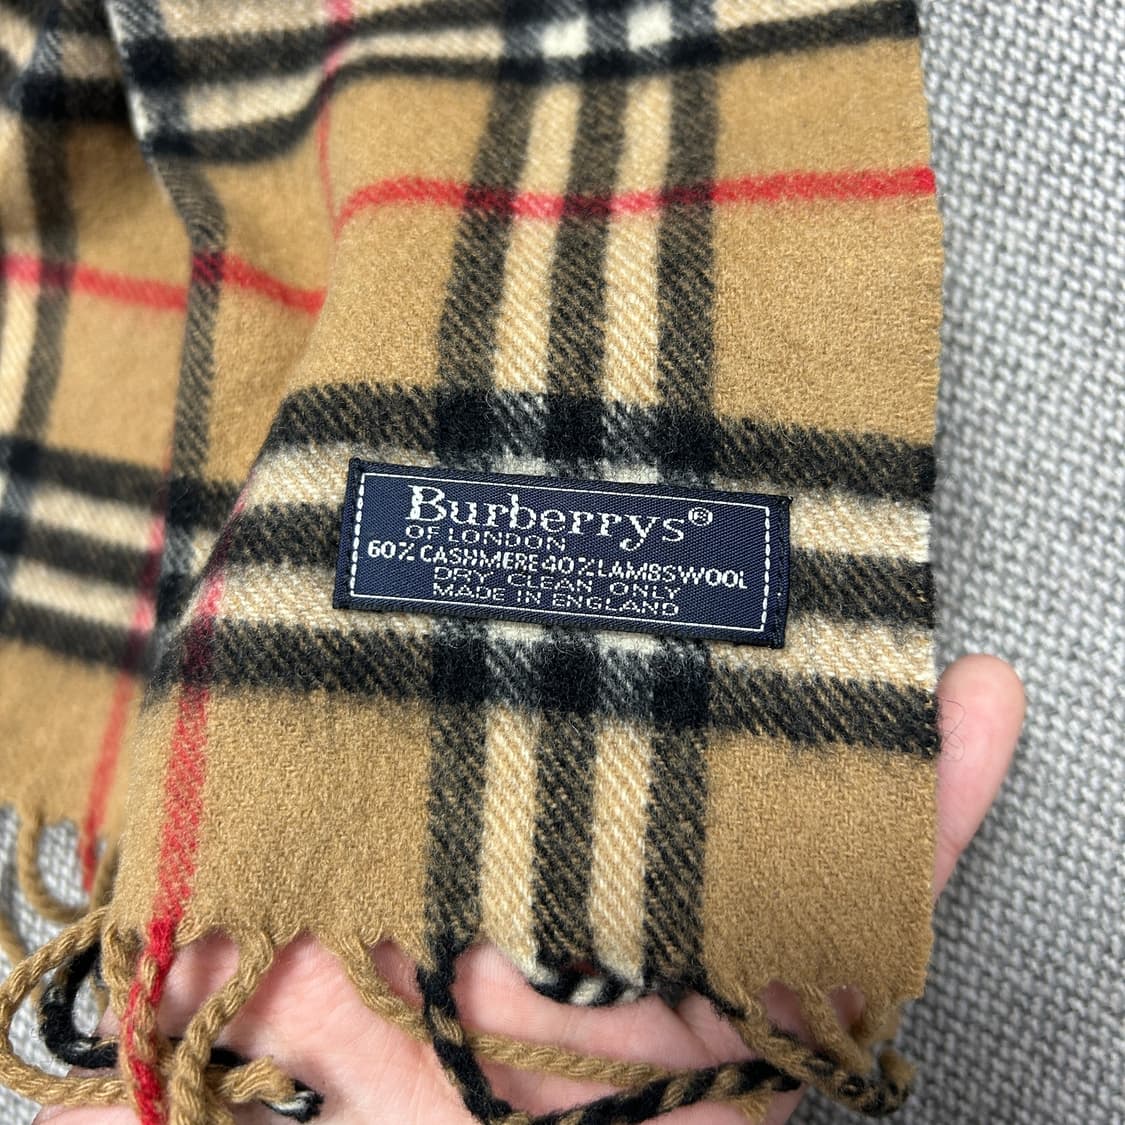 Burberrys®
OF LONDON
60% CASHMERE 40% LAMBSWOOL
DRY CLEAN ONLY
MADE IN ENGLAND